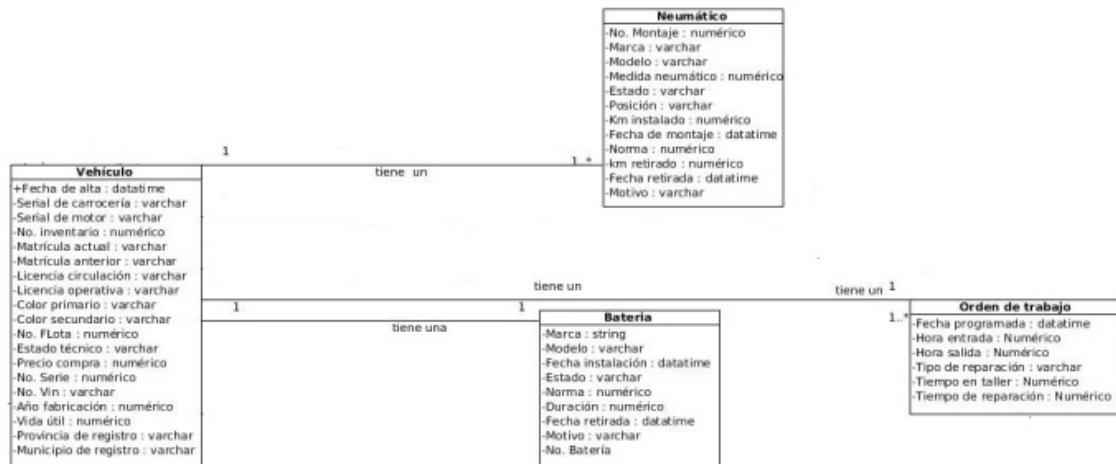 Neumático
-No. Montaje : numérico
-Marca : varchar
-Modelo : varchar
-Medida neumático : numérico
-Estado : varchar
-Posición : varchar
-Km instalado : numérico
-Fecha de montaje : datatime
-Norma : numérico
-km retirado : numérico
-Fecha retirada : datatime
-Motivo : varchar
1
1..*
tiene un
Vehículo
+Fecha de alta : datatime
-Serial de carrocería : varchar
-Serial de motor : varchar
-No. inventario : numérico
-Matrícula actual : varchar
-Matrícula anterior : varchar
-Licencia circulación : varchar
-Licencia operativa : varchar
-Color primario : varchar
-Color secundario : varchar
-No. FLota : numérico
-Estado técnico : varchar
-Precio compra : numérico
-No. Serie : numérico
-No. Vin : varchar
-Año fabricación : numérico
-Vida útil : numérico
-Provincia de registro : varchar
-Municipio de registro : varchar
tiene un
tiene un
1
1
1
tiene una
1..*
Bateria
-Marca : string
-Modelo : varchar
-Fecha instalación : datatime
-Estado : varchar
-Norma : numérico
-Duración : numérico
-Fecha retirada : datatime
-Motivo : varchar
-No. Batería
Orden de trabajo
-Fecha programada : datatime
-Hora entrada : Numérico
-Hora salida : Numérico
-Tipo de reparación : varchar
-Tiempo en taller : Numérico
-Tiempo de reparación : Numérico